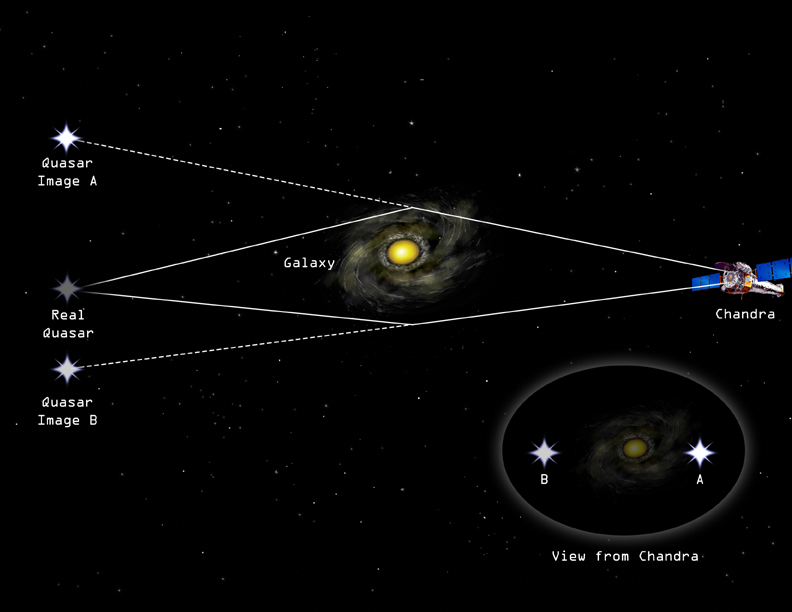 Quasar
Image A
Galaxy
Real
Quasar
Chandra
Quasar
Image B
B
A
View from Chandra